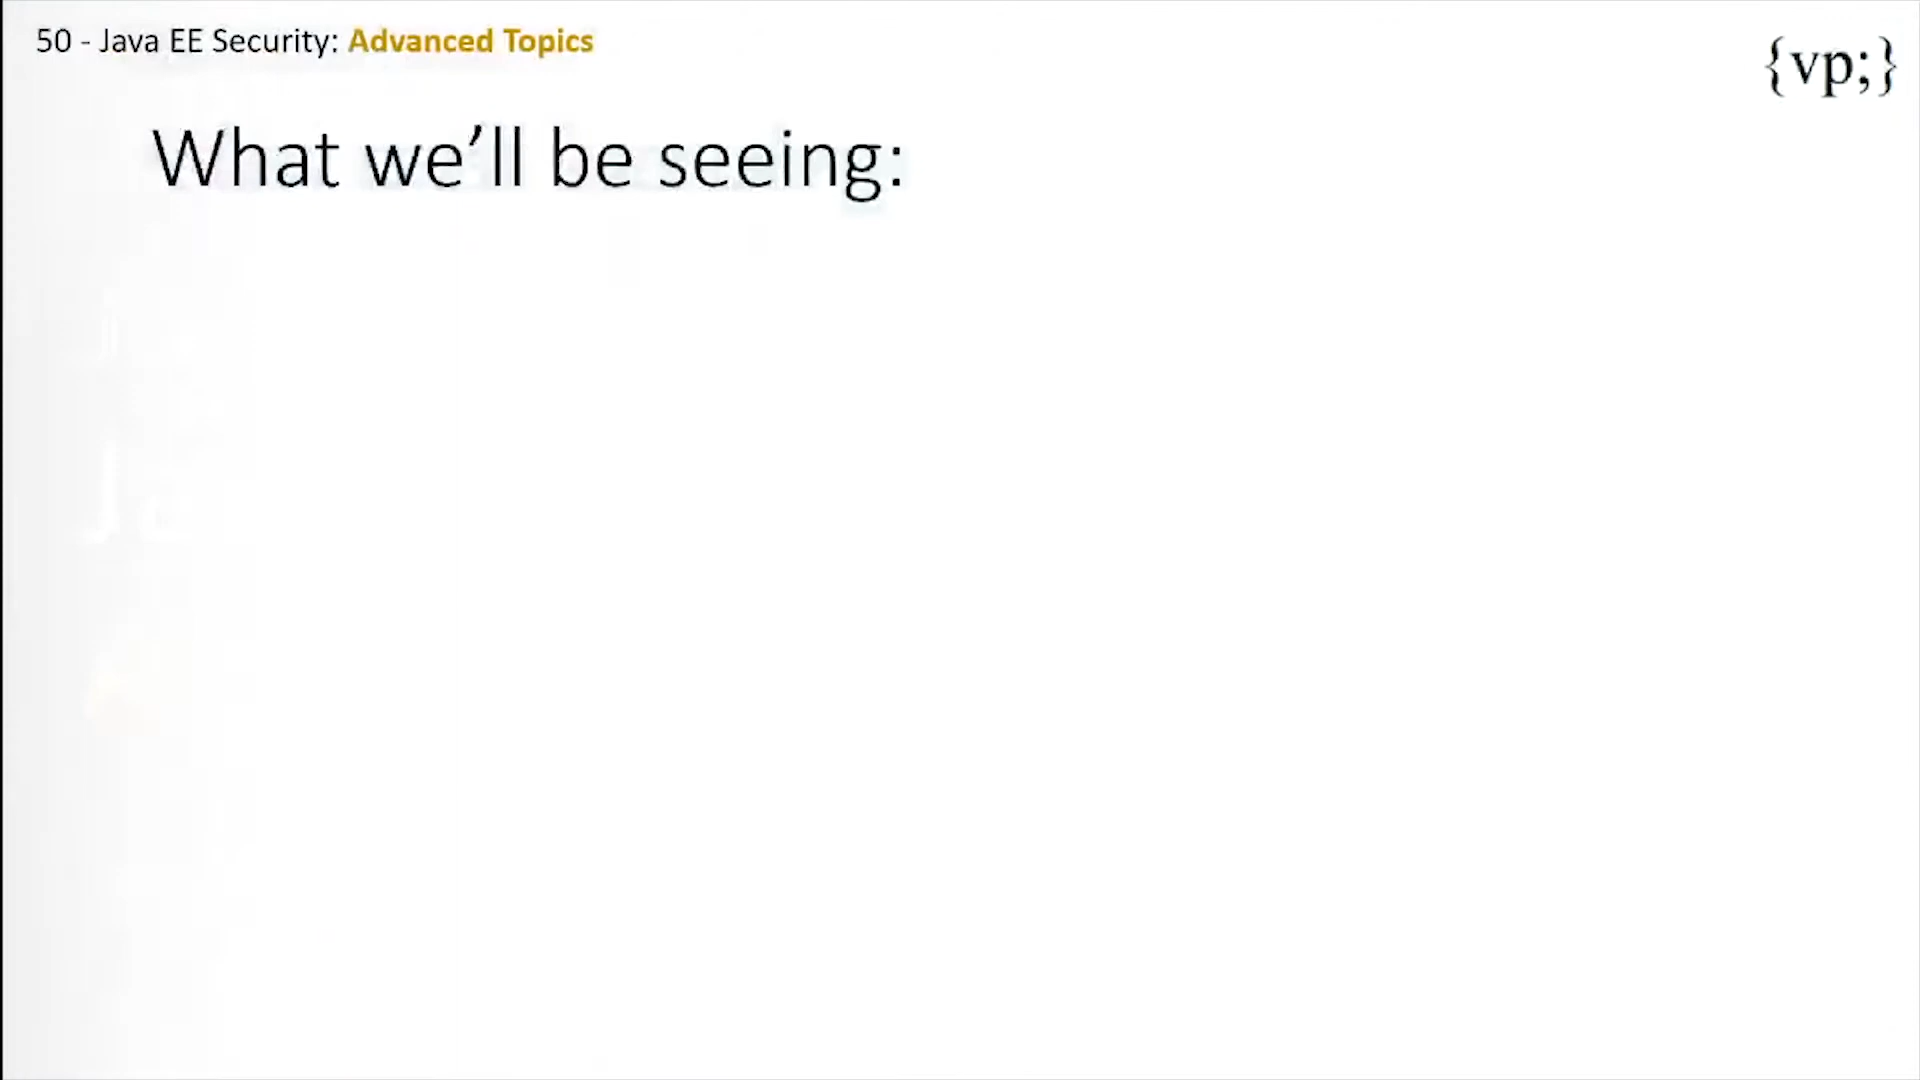 50 - Java EE Security: Advanced Topics
{vp;}
What we’ll be seeing: